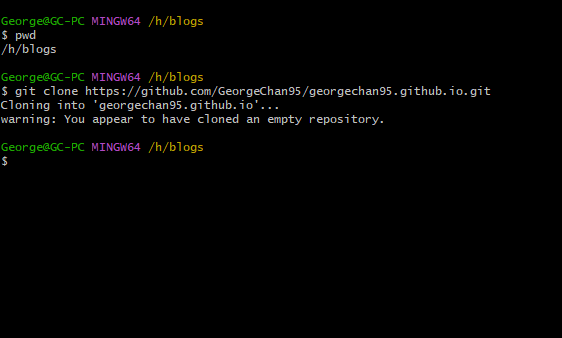 George@GC-PC MINGW64 /h/blogs
$ pwd
/h/blogs
George@GC-PC MINGW64 /h/blogs
$ git clone https://github.com/GeorgeChan95/georgechan95.github.io.git
Cloning into 'georgechan95.github.io'...
warning: You appear to have cloned an empty repository.
George@GC-PC MINGW64 /h/blogs
$